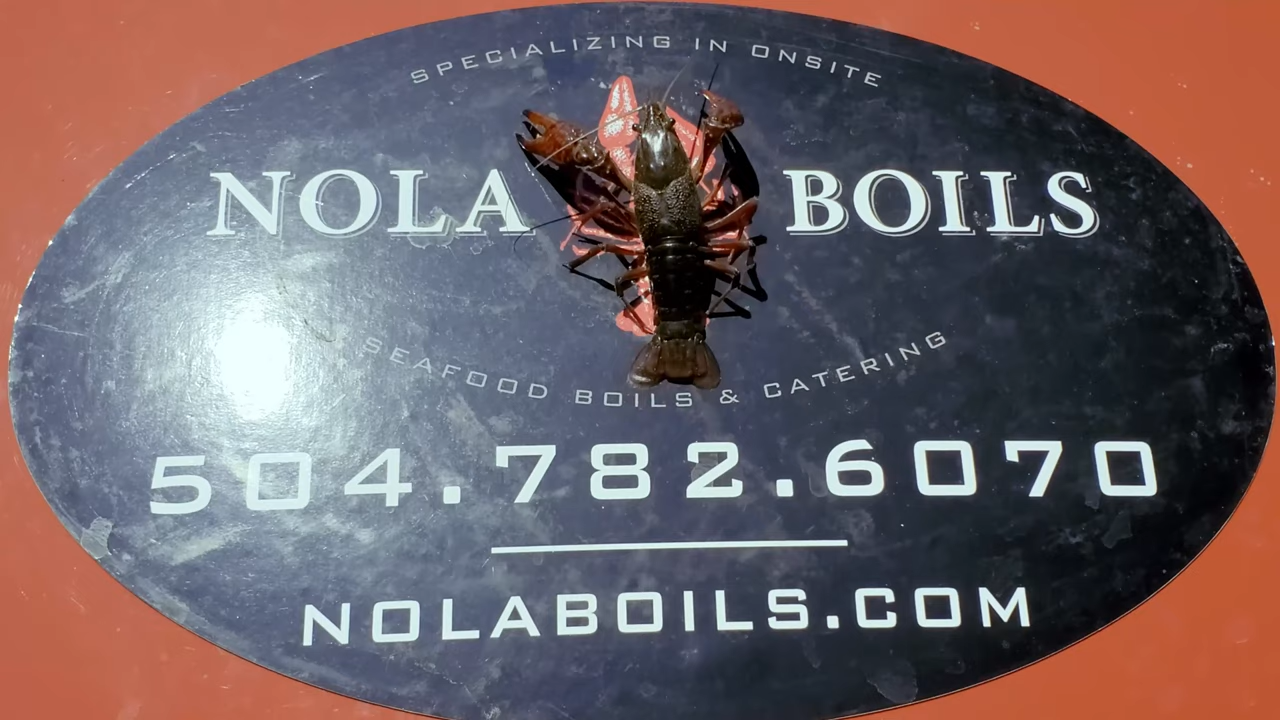 SPECIALIZING IN ONSITE
NOLA BOILS
SEAFOOD BOILS & CATERING
504.782.6070
NOLABOILS.COM